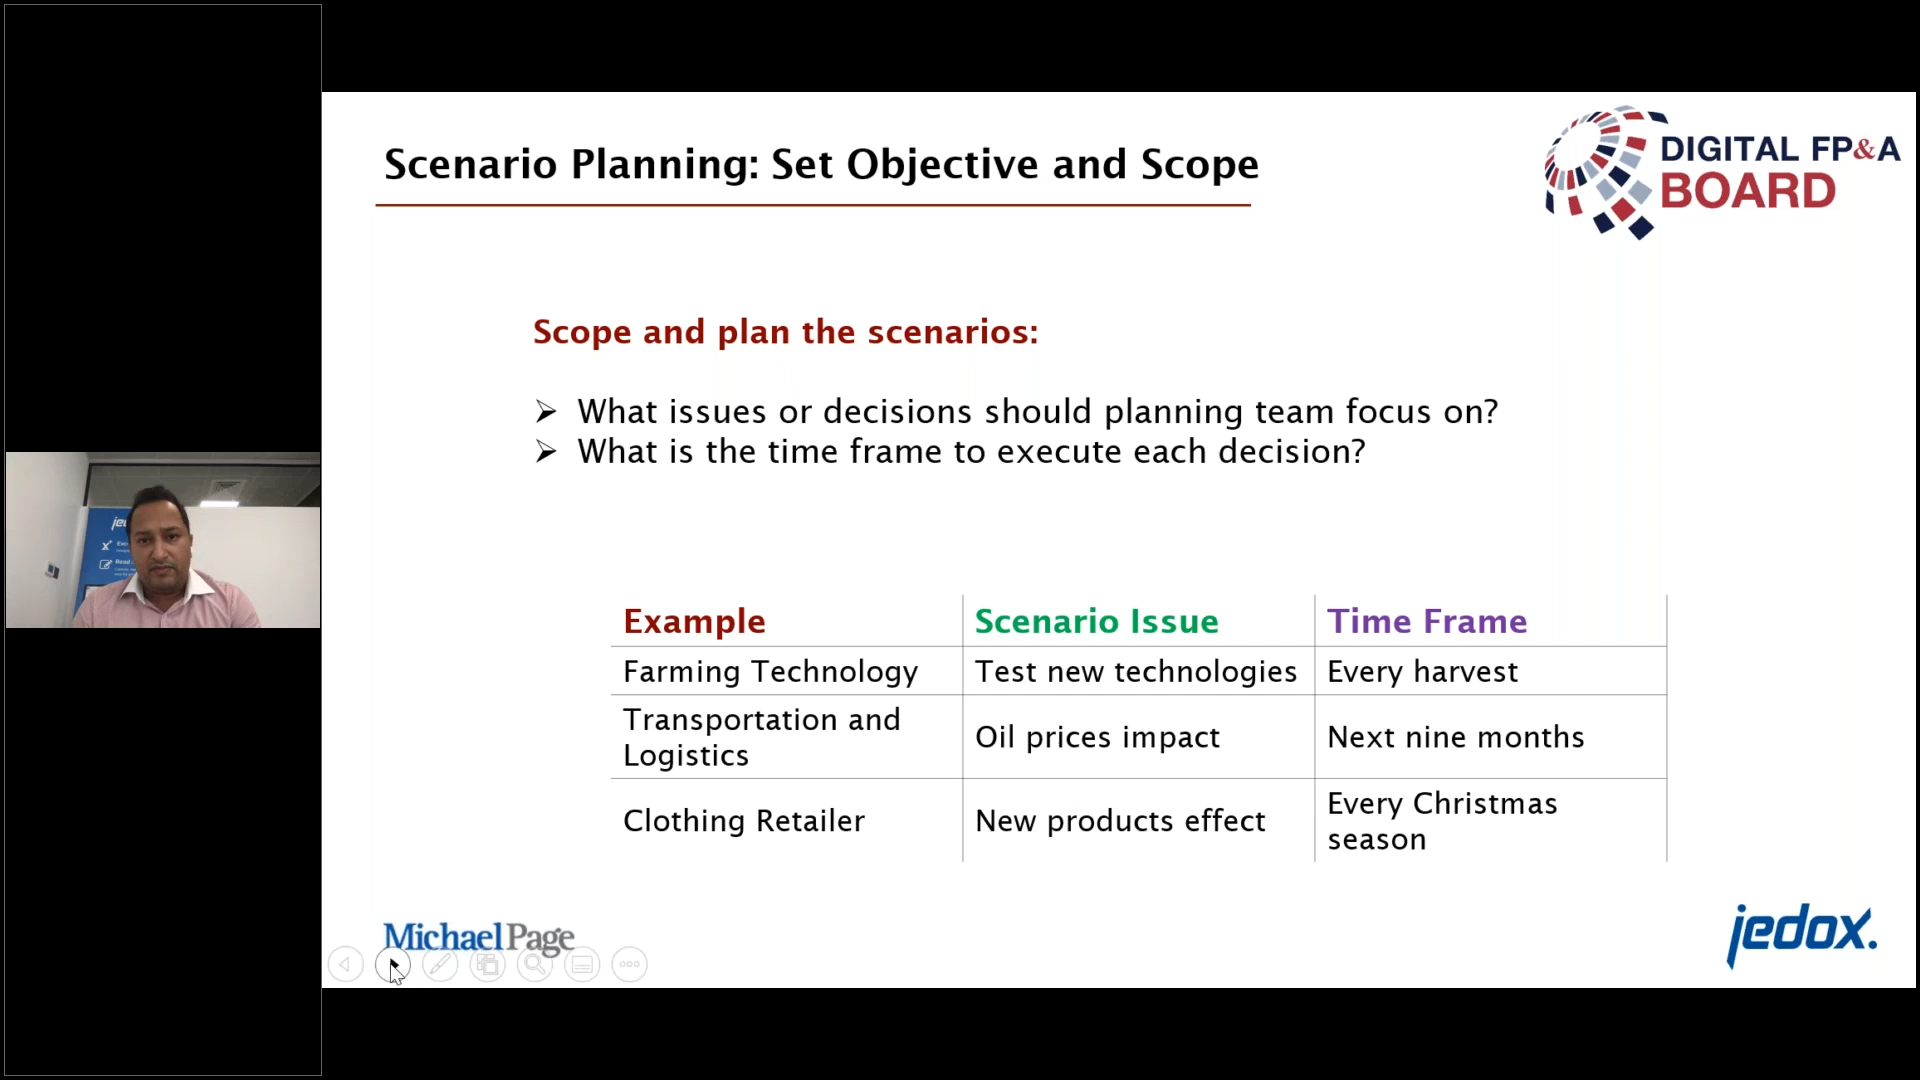 Scenario Planning: Set Objective and Scope
DIGITAL FP&A
BOARD
Scope and plan the scenarios:
What issues or decisions should planning team focus on?
What is the time frame to execute each decision?
Example Scenario Issue Time Frame
Farming Technology Test new technologies Every harvest
Transportation and
Logistics
Oil prices impact Next nine months
Clothing Retailer New products effect
Every Christmas
season
MichaelPage
jedox.